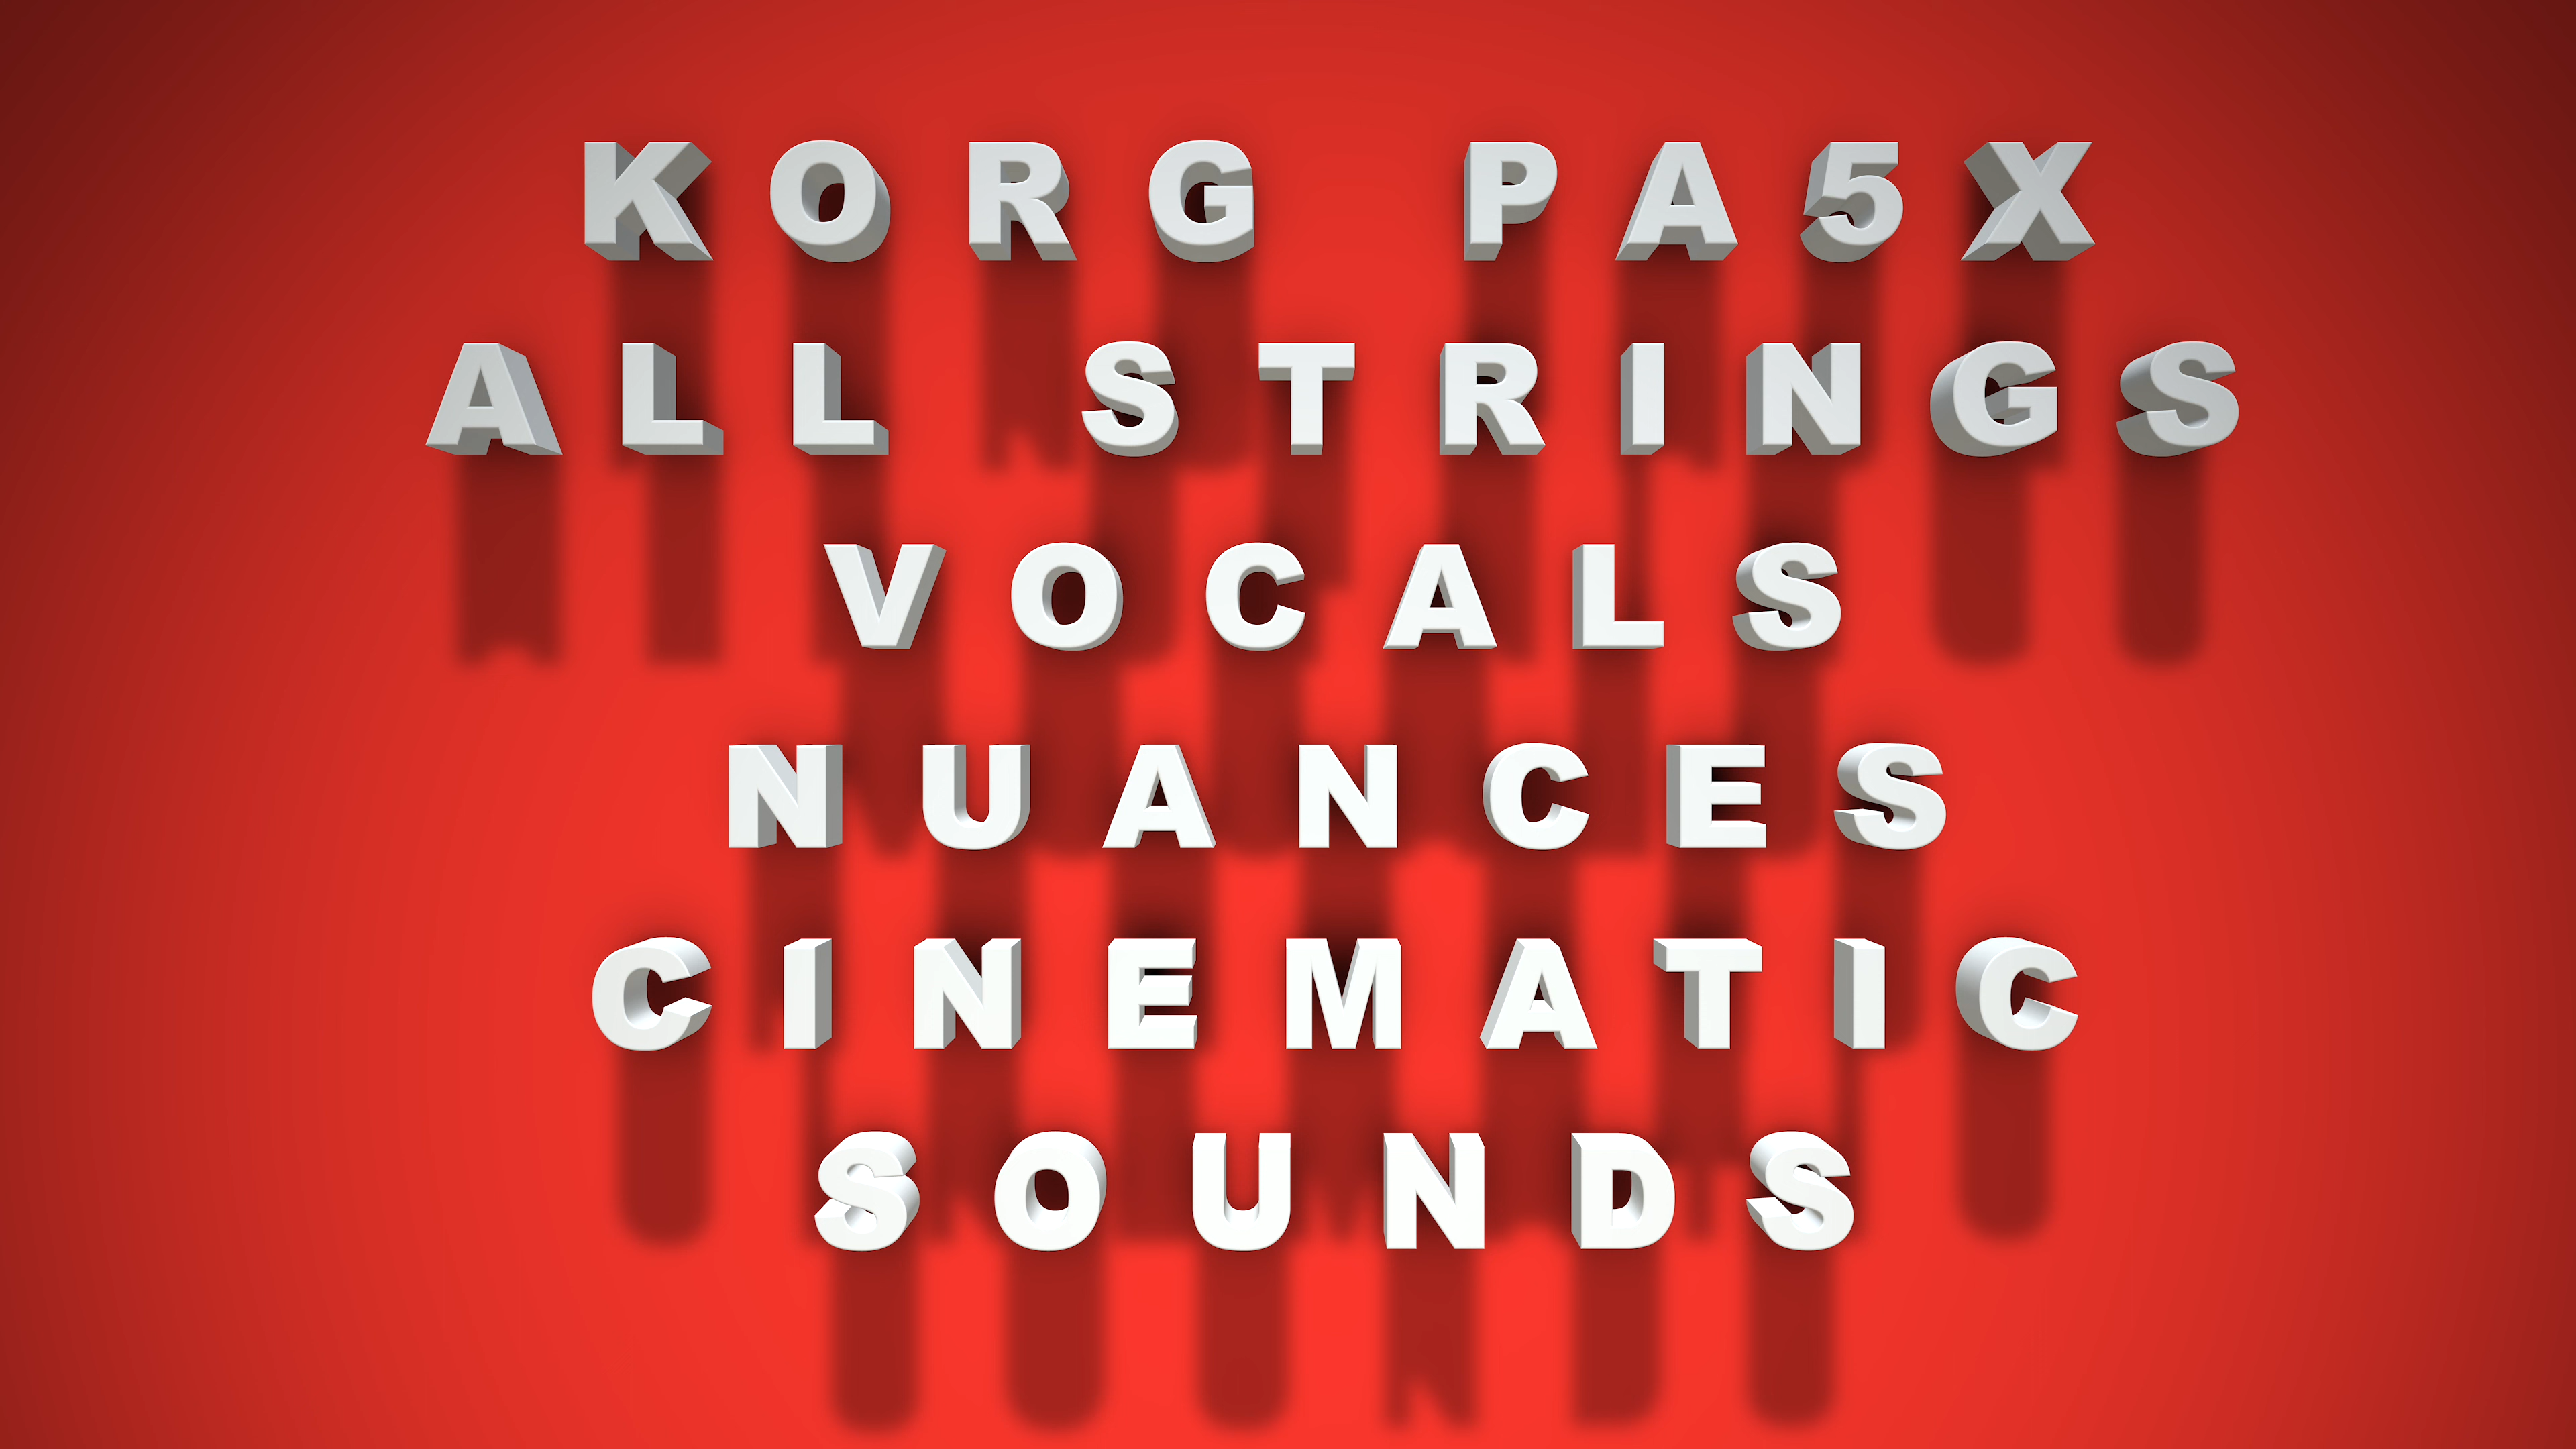 KORG PA5X
ALL STRINGS
VOCALS
NUANCES
CINEMATIC
SOUNDS